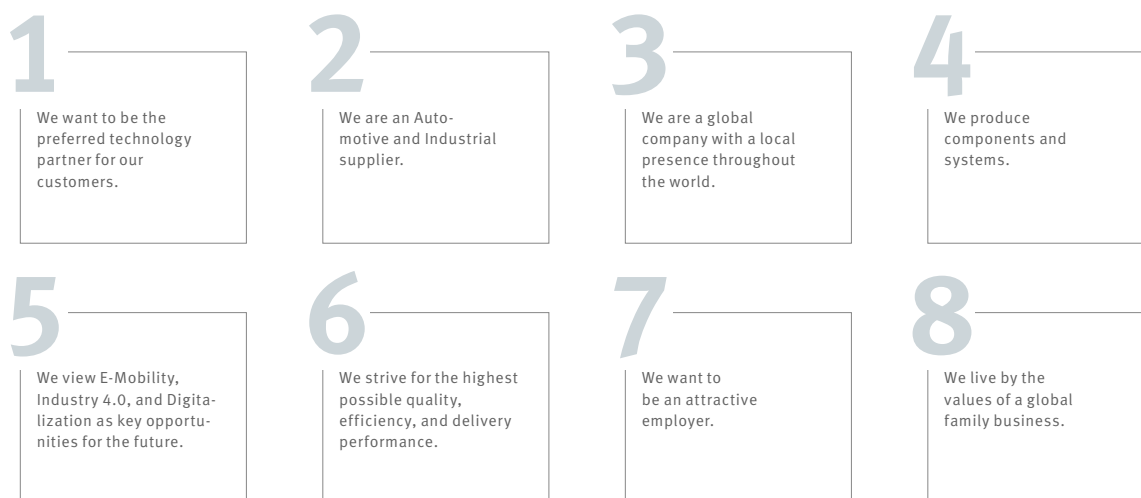 1
We want to be the
preferred technology
partner for our
customers.
2
We are an Auto-
motive and Industrial
supplier.
3
We are a global
company with a local
presence throughout
the world.
4
We produce
components and
systems.
5
We view E-Mobility,
Industry 4.0, and Digita-
lization as key opportu-
nities for the future.
6
We strive for the highest
possible quality,
efficiency, and delivery
performance.
7
We want to
be an attractive
employer.
8
We live by the
values of a global
family business.